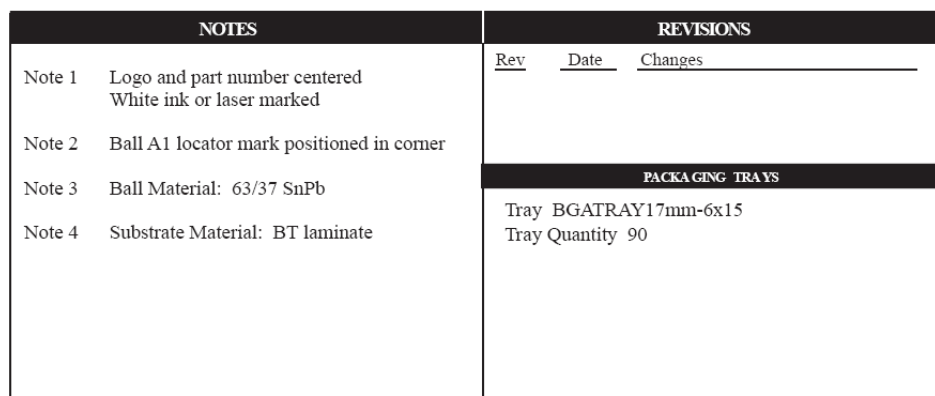 NOTES
Note 1 Logo and part number centered
White ink or laser marked
Note 2 Ball A1 locator mark positioned in corner
Note 3 Ball Material: 63/37 SnPb
Note 4 Substrate Material: BT laminate
REVISIONS
Rev Date Changes
PACKAGING TRAYS
Tray BGATRAY17mm-6x15
Tray Quantity 90